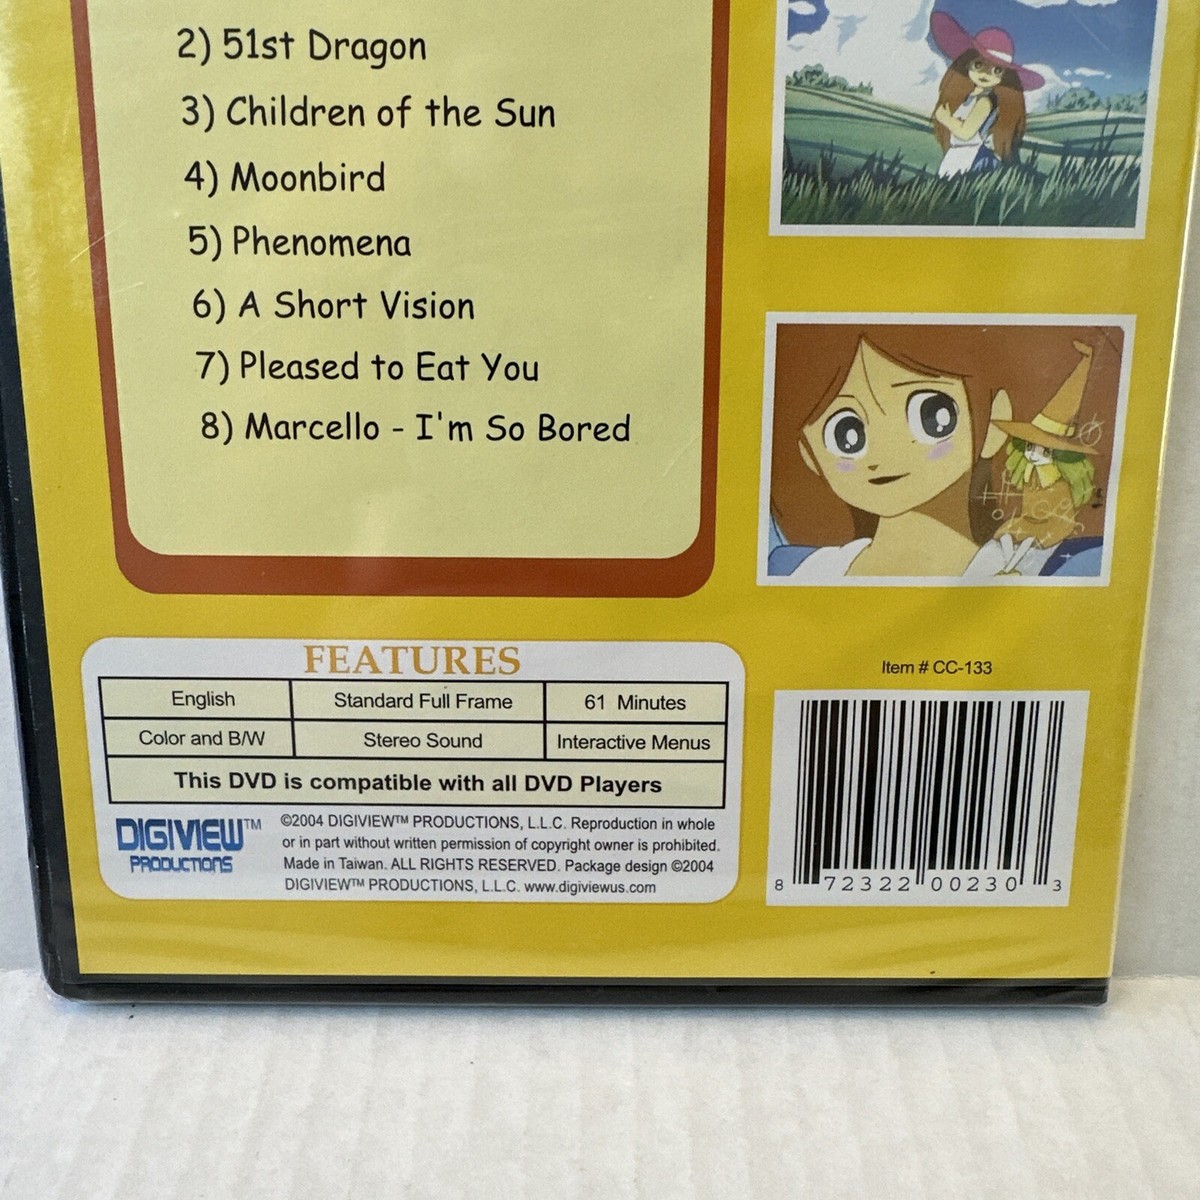 2) 51st Dragon
3) Children of the Sun
4) Moonbird
5) Phenomena
6) A Short Vision
7) Pleased to Eat You
8) Marcello - I'm So Bored
FEATURES
English Standard Full Frame 61 Minutes
Color and B/W Stereo Sound Interactive Menus
This DVD is compatible with all DVD Players
DIGIVIEW™
PRODUCTIONS
©2004 DIGIVIEW™ PRODUCTIONS, L.L.C. Reproduction in whole
or in part without written permission of copyright owner is prohibited.
Made in Taiwan. ALL RIGHTS RESERVED. Package design ©2004
DIGIVIEW™ PRODUCTIONS, L.L.C. www.digiviewus.com
Item # CC-133
8 72322 00230 3